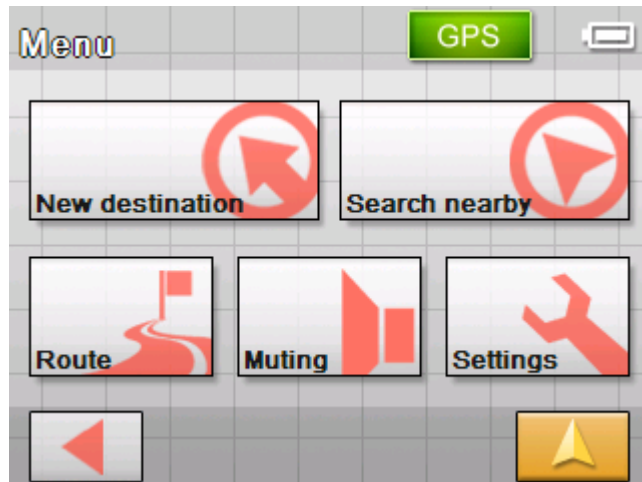 Menu
GPS
New destination
Search nearby
Route
Muting
Settings